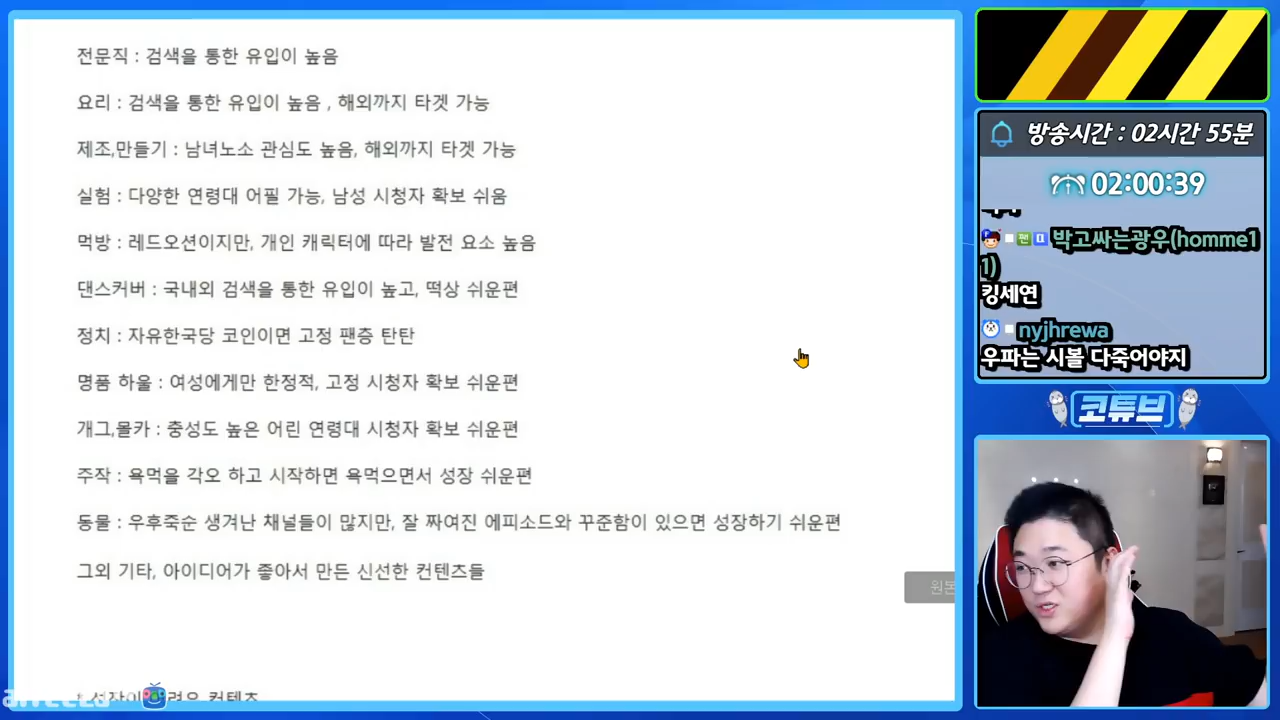 전문직 : 검색을 통한 유입이 높음
요리 : 검색을 통한 유입이 높음 , 해외까지 타겟 가능
제조,만들기 : 남녀노소 관심도 높음, 해외까지 타겟 가능
실험 : 다양한 연령대 어필 가능, 남성 시청자 확보 쉬움
먹방 : 레드오션이지만, 개인 캐릭터에 따라 발전 요소 높음
댄스커버 : 국내외 검색을 통한 유입이 높고, 떡상 쉬운편
정치 : 자유한국당 코인이면 고정 팬층 탄탄
명품 하울 : 여성에게만 한정적, 고정 시청자 확보 쉬운편
개그,몰카 : 충성도 높은 어린 연령대 시청자 확보 쉬운편
주작 : 욕먹을 각오 하고 시작하면 욕먹으면서 성장 쉬운편
동물 : 우후죽순 생겨난 채널들이 많지만, 잘 짜여진 에피소드와 꾸준함이 있으면 성장하기 쉬운편
그외 기타, 아이디어가 좋아서 만든 신선한 컨텐츠들
원본
컨텐츠
방송시간 : 02시간 55분
02:00:39
팬 박고싸는광우(homme1
1)
킹세연
nyjhrewa
우파는 시볼 다죽어야지
코튜브